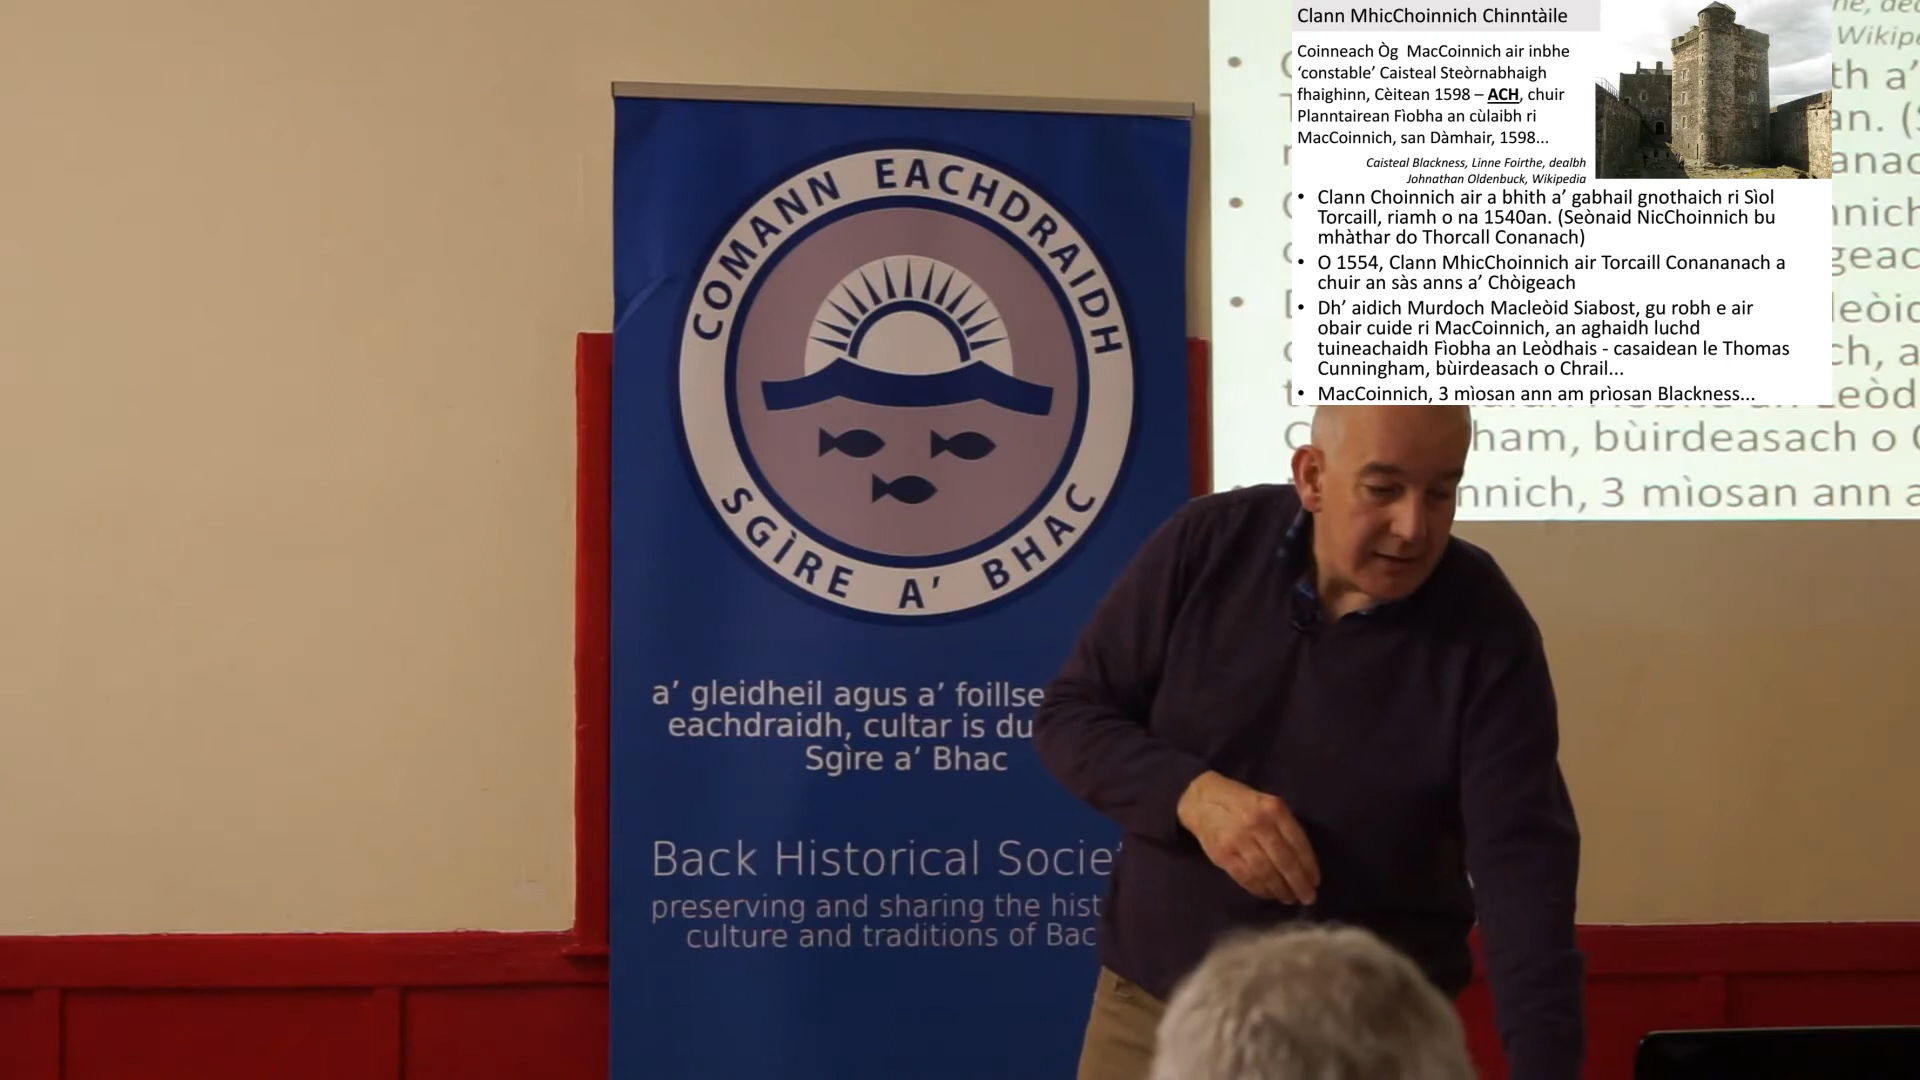 COMANN EACHDRAIDH
SGÌRE A’ BHAC
a’ gleidheil agus a’
eachdraidh, cultar is
Sgìre a’ Bhac
Back Historical
preserving and sharing the
culture and traditions of
Clann MhicChoinnich Chinntàile
Coinneach Òg MacCoinnich air inbhe
‘constable’ Caisteal Steòrnabhaigh
fhaighinn, Cèitean 1598 – ACH, chuir
Planntairean Fìobha an cùlaibh ri
MacCoinnich, san Dàmhair, 1598...
Caisteal Blackness, Linne Foirthe, dealbh
Johnathan Oldenbuck, Wikipedia
• Clann Choinnich air a bhith a’ gabhail gnothaich ri Sìol
Torcaill, riamh o na 1540an. (Seònaid NicChoinnich bu
mhàthar do Thorcall Conanach)
• O 1554, Clann MhicChoinnich air Torcaill Conananach a
chuir an sàs anns a’ Chòigeach
• Dh’ aidich Murdoch Macleòid Siabost, gu robh e air
obair cuide ri MacCoinnich, an aghaidh luchd
tuineachaidh Fìobha an Leòdhais - casaidean le Thomas
Cunningham, bùirdeasach o Chrail...
• MacCoinnich, 3 mìosan ann am prìosan Blackness...
bùirdeasach o
3 mìosan ann